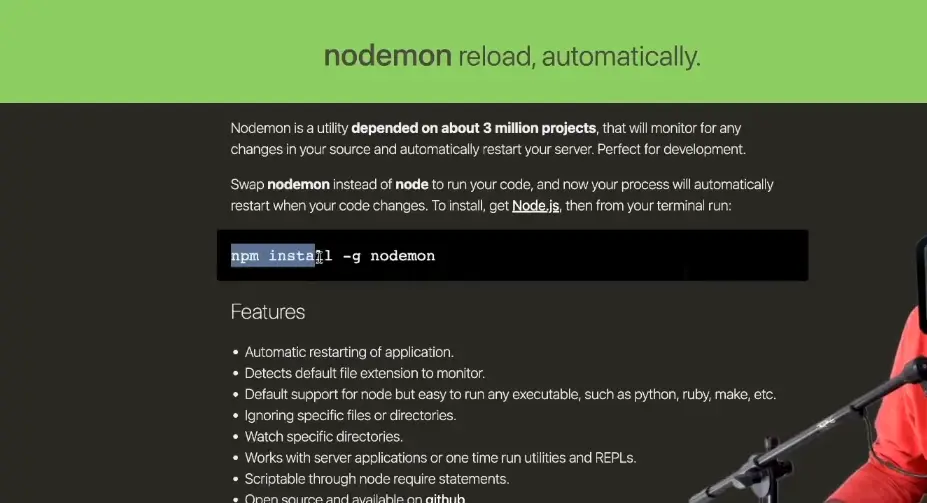 nodemon reload, automatically.
Nodemon is a utility depended on about 3 million projects, that will monitor for any
changes in your source and automatically restart your server. Perfect for development.
Swap nodemon instead of node to run your code, and now your process will automatically
restart when your code changes. To install, get Node.js, then from your terminal run:
npm install -g nodemon
Features
• Automatic restarting of application.
• Detects default file extension to monitor.
• Default support for node but easy to run any executable, such as python, ruby, make, etc.
• Ignoring specific files or directories.
• Watch specific directories.
• Works with server applications or one time run utilities and REPLs.
• Scriptable through node require statements.
• Open source and available on github.